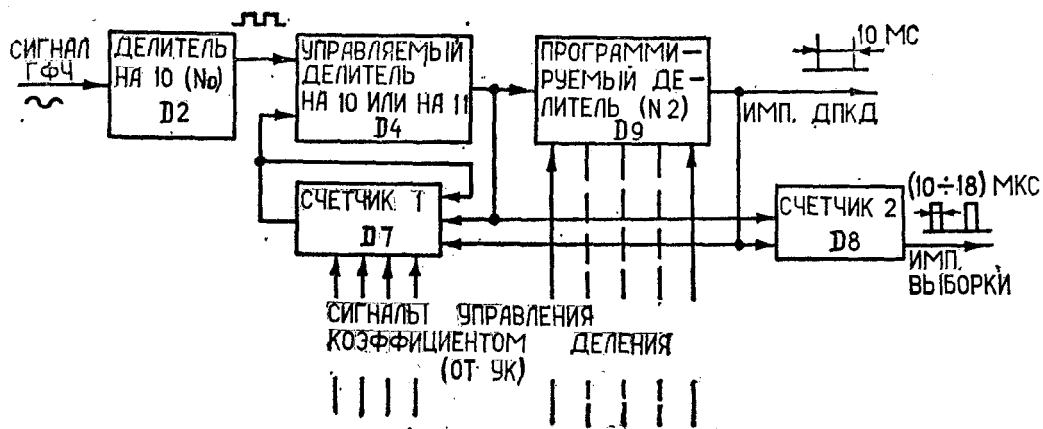 СИГНАЛ
ГФЧ
ДЕЛИТЕЛЬ
НА 10 (No)
D2
УПРАВЛЯЕМЫЙ
ДЕЛИТЕЛЬ
НА 10 ИЛИ НА 11
D4
ПРОГРАММИ-
РУЕМЫЙ ДЕ-
ЛИТЕЛЬ (N2)
D9
10 МС
ИМП. ДПКД
СЧЕТЧИК 1
D7
СЧЕТЧИК 2
D8
(10÷18) МКС
ИМП.
ВЫБОРКИ
СИГНАЛЫ УПРАВЛЕНИЯ
КОЭФФИЦИЕНТОМ ДЕЛЕНИЯ
(ОТ УК)